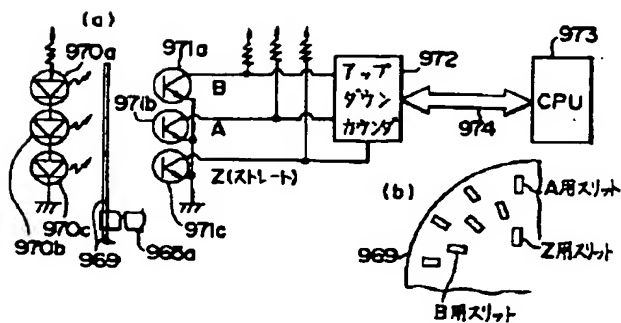 (a)
970a
971a
972
973
B
アップ
ダウン
カウンダ
CPU
971b
A
974
Z(ストレート)
(b)
A用スリット
970c
971c
970b
969
968a
969
Z用スリット
B用スリット